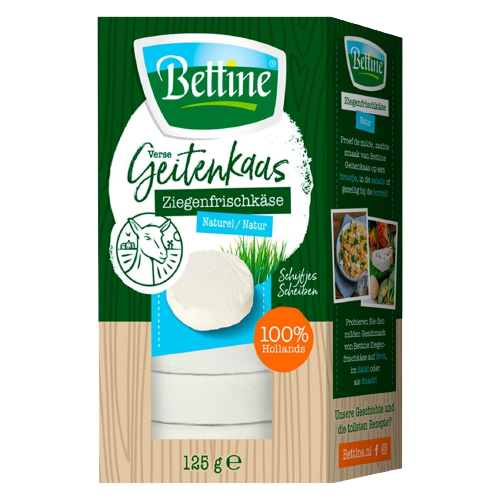 Bettine®
Verse
Geitenkaas
Ziegenfrischkäse
Naturel / Natur
Schijfjes
Scheiben
100%
Hollands
125 g e
Bettine
Ziegenfrischkäse
Natur
Proef de milde, zachte
smaak van Bettine
Geitenkaas op een
broodje, in de salade of
gezellig bij de borrel!
Probieren Sie den
milden Geschmack
von Bettine Ziegen-
frischkäse auf Brot,
im Salat oder
als Snack!
Unsere Geschichte und
die tollsten Rezepte?
Bettine.nl